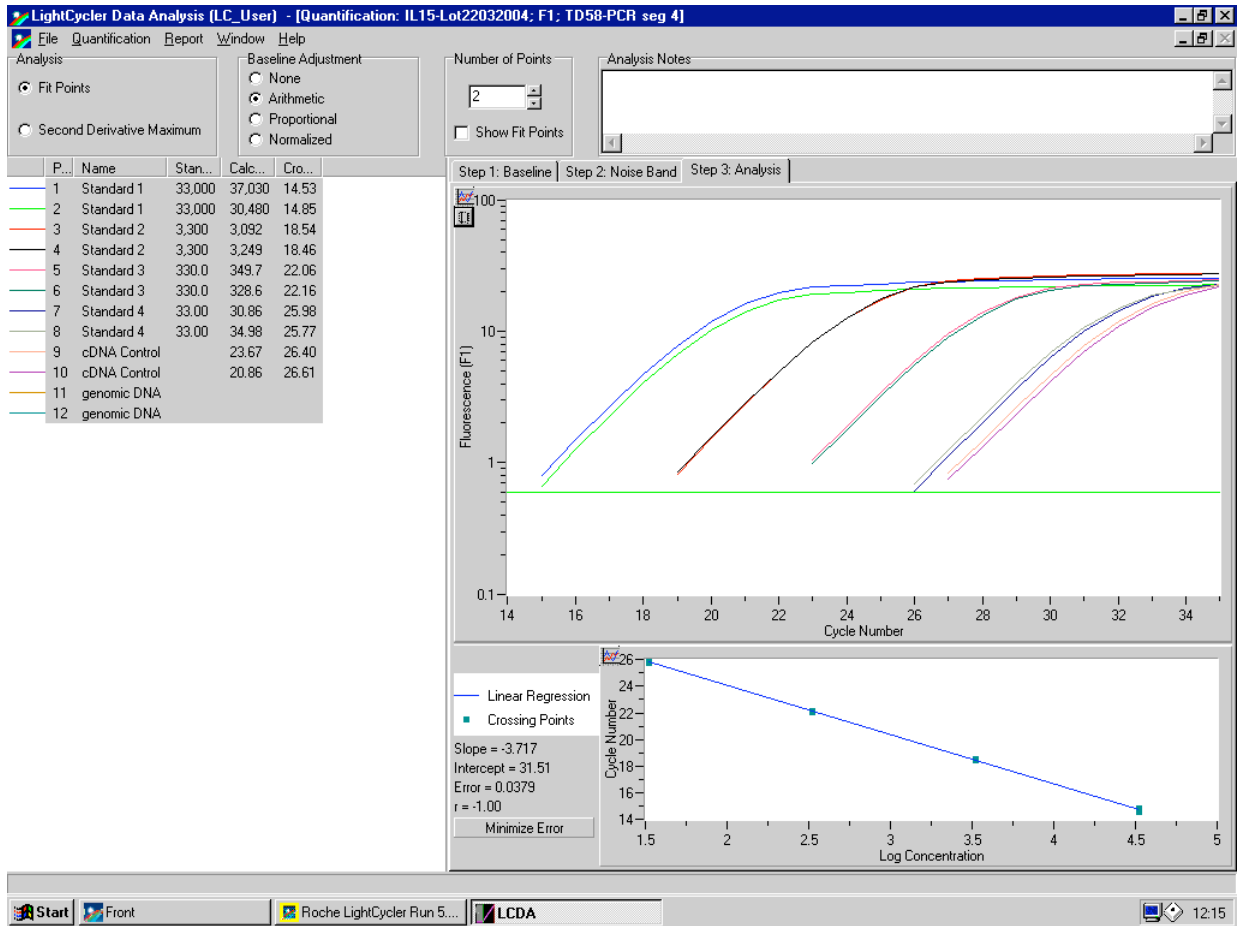 LightCycler Data Analysis (LC_User) - [Quantification: IL15-Lot22032004; F1; TD58-PCR seg 4]
File Quantification Report Window Help
Analysis
Fit Points
Second Derivative Maximum
Baseline Adjustment
None
Arithmetic
Proportional
Normalized
Number of Points
2
Show Fit Points
Analysis Notes
P... Name Stan... Calc... Cro...
1 Standard 1 33,000 37,030 14.53
2 Standard 1 33,000 30,480 14.85
3 Standard 2 3,300 3,092 18.54
4 Standard 2 3,300 3,249 18.46
5 Standard 3 330.0 349.7 22.06
6 Standard 3 330.0 328.6 22.16
7 Standard 4 33.00 30.86 25.98
8 Standard 4 33.00 34.98 25.77
9 cDNA Control 23.67 26.40
10 cDNA Control 20.86 26.61
11 genomic DNA
12 genomic DNA
Step 1: Baseline Step 2: Noise Band Step 3: Analysis
100
10
1
0.1
Fluorescence (F1)
14 16 18 20 22 24 26 28 30 32 34
Cycle Number
Linear Regression
Crossing Points
Slope = -3.717
Intercept = 31.51
Error = 0.0379
r = -1.00
Minimize Error
26
24
22
20
18
16
14
Cycle Number
1.5 2 2.5 3 3.5 4 4.5 5
Log Concentration
Start Front Roche LightCycler Run 5.... LCDA 12:15